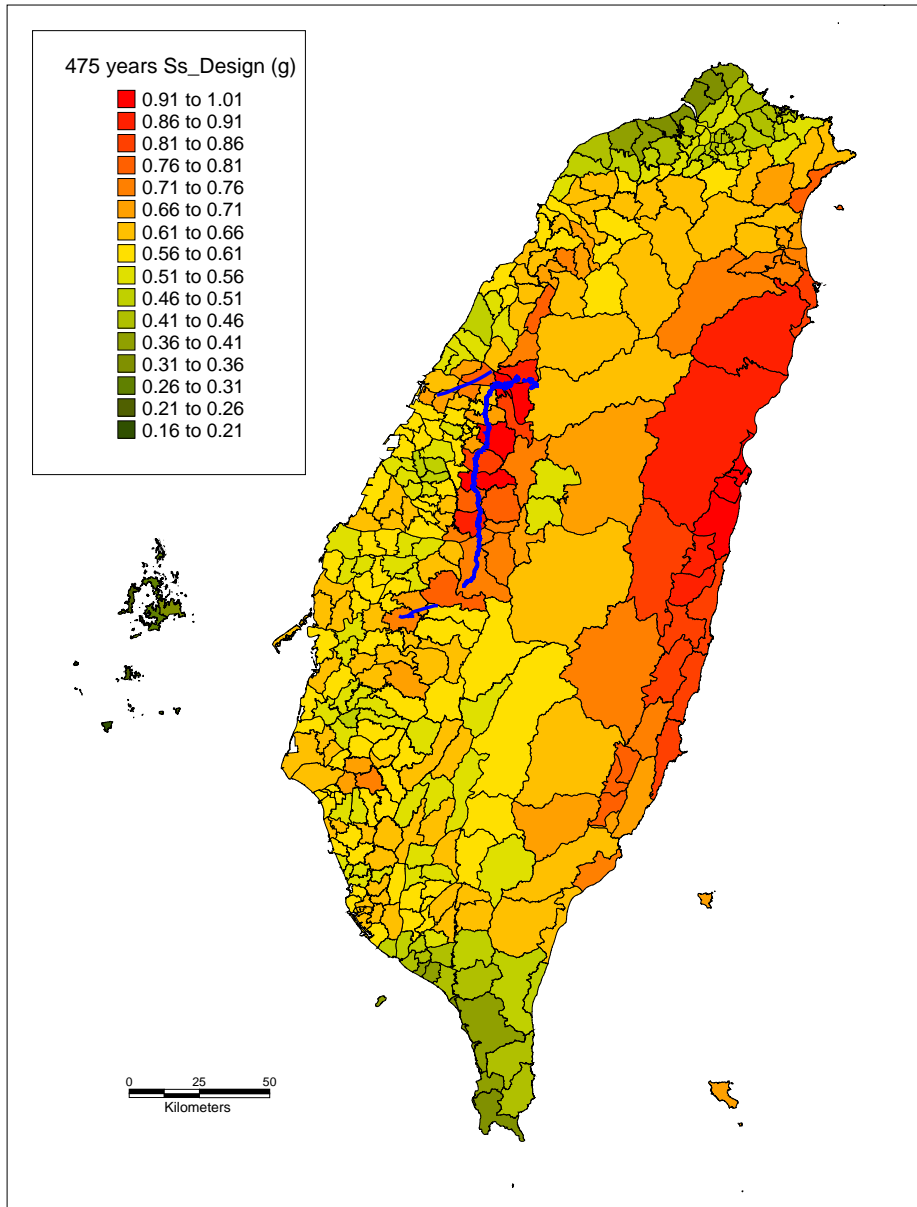 475 years Ss_Design (g)
0.91 to 1.01
0.86 to 0.91
0.81 to 0.86
0.76 to 0.81
0.71 to 0.76
0.66 to 0.71
0.61 to 0.66
0.56 to 0.61
0.51 to 0.56
0.46 to 0.51
0.41 to 0.46
0.36 to 0.41
0.31 to 0.36
0.26 to 0.31
0.21 to 0.26
0.16 to 0.21
0 25 50
Kilometers